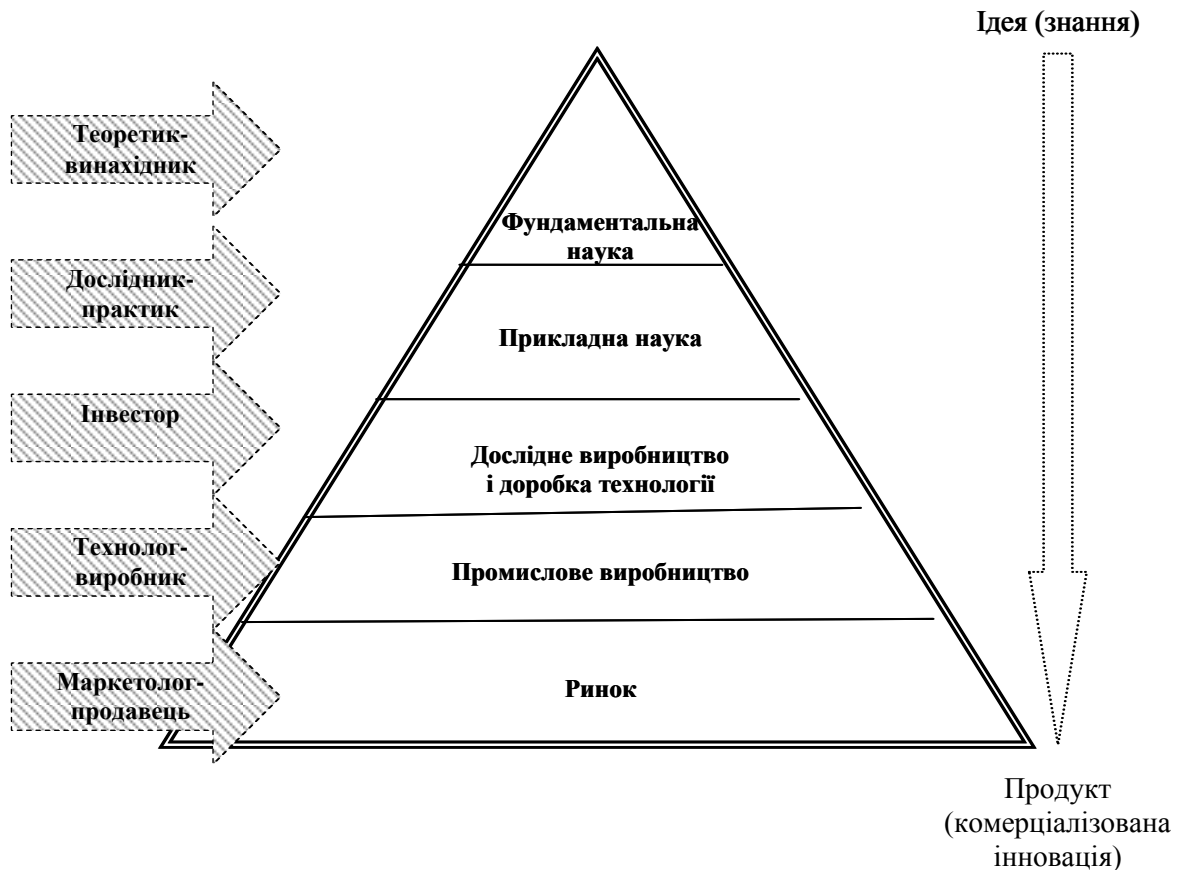 Ідея (знання)
Теоретик-
винахідник
Фундаментальна
наука
Дослідник-
практик
Прикладна наука
Інвестор
Дослідне виробництво
і доробка технології
Технолог-
виробник
Промислове виробництво
Маркетолог-
продавець
Ринок
Продукт
(комерціалізована
інновація)